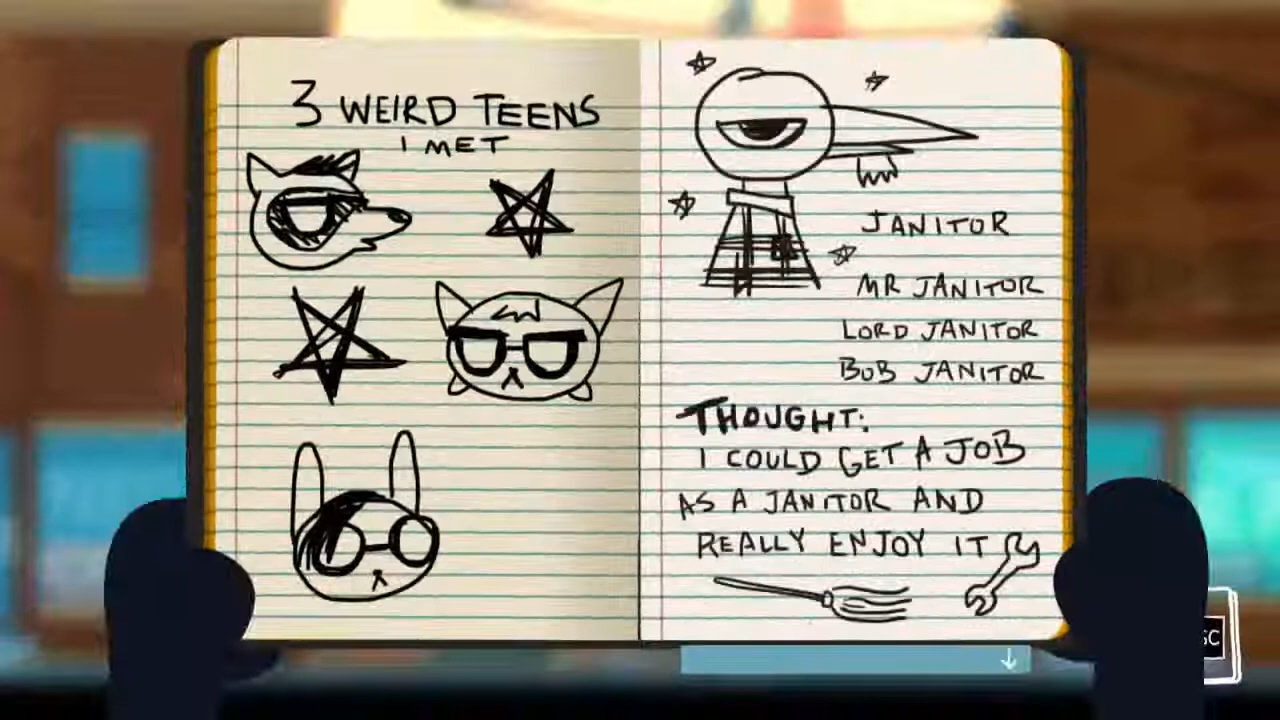 3 WEIRD TEENS
I MET
JANITOR
MR JANITOR
LORD JANITOR
BOB JANITOR
THOUGHT:
I COULD GET A JOB
AS A JANITOR AND
REALLY ENJOY IT